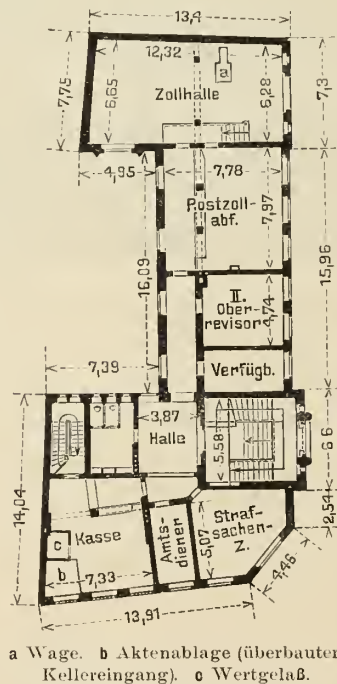 13,4
12,32
a
7,75
6,65
Zollhalle
6,28
7,3
4,95
7,78
Postzoll-
abf.
7,97
16,09
15,96
II.
Ober-
revisor
4,74
7,39
Verfügb.
3,87
Halle
5,58
6,6
14,04
2,54
Kasse
Amts-
diener
Straf-
sachen-
Z.
5,07
c
b
7,33
4,46
13,91
a Wage. b Aktenablage (überbauter
Kellereingang). c Wertgelaß.